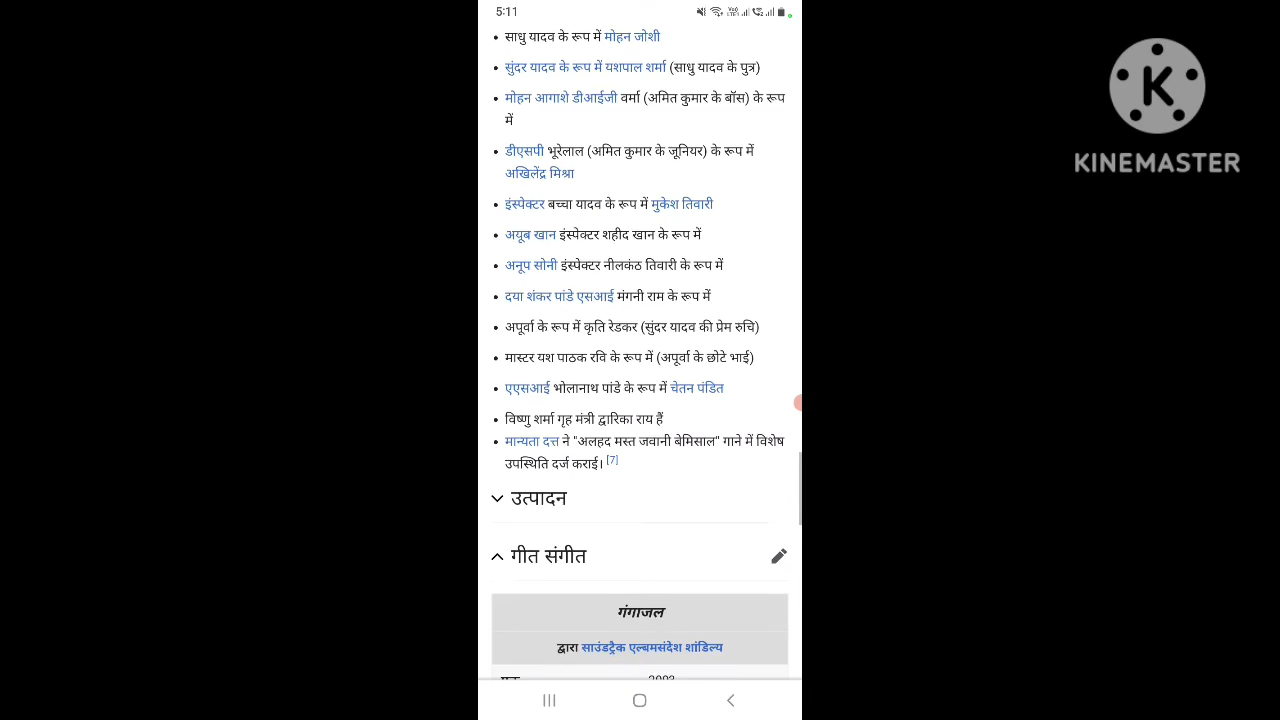 5:11
साधु यादव के रूप में मोहन जोशी
सुंदर यादव के रूप में यशपाल शर्मा (साधु यादव के पुत्र)
मोहन आगाशे डीआईजी वर्मा (अमित कुमार के बॉस) के रूप
में
डीएसपी भूरेलाल (अमित कुमार के जूनियर) के रूप में
अखिलेंद्र मिश्रा
इंस्पेक्टर बच्चा यादव के रूप में मुकेश तिवारी
अयूब खान इंस्पेक्टर शहीद खान के रूप में
अनूप सोनी इंस्पेक्टर नीलकंठ तिवारी के रूप में
दया शंकर पांडे एसआई मंगनी राम के रूप में
अपूर्वा के रूप में कृति रेडकर (सुंदर यादव की प्रेम रुचि)
मास्टर यश पाठक रवि के रूप में (अपूर्वा के छोटे भाई)
एएसआई भोलानाथ पांडे के रूप में चेतन पंडित
विष्णु शर्मा गृह मंत्री द्वारिका राय हैं
मान्यता दत्त ने "अलहद मस्त जवानी बेमिसाल" गाने में विशेष
उपस्थिति दर्ज कराई। [7]
उत्पादन
गीत संगीत
गंगाजल
द्वारा साउंडट्रैक एल्बमसंदेश शांडिल्य
K
KINEMASTER